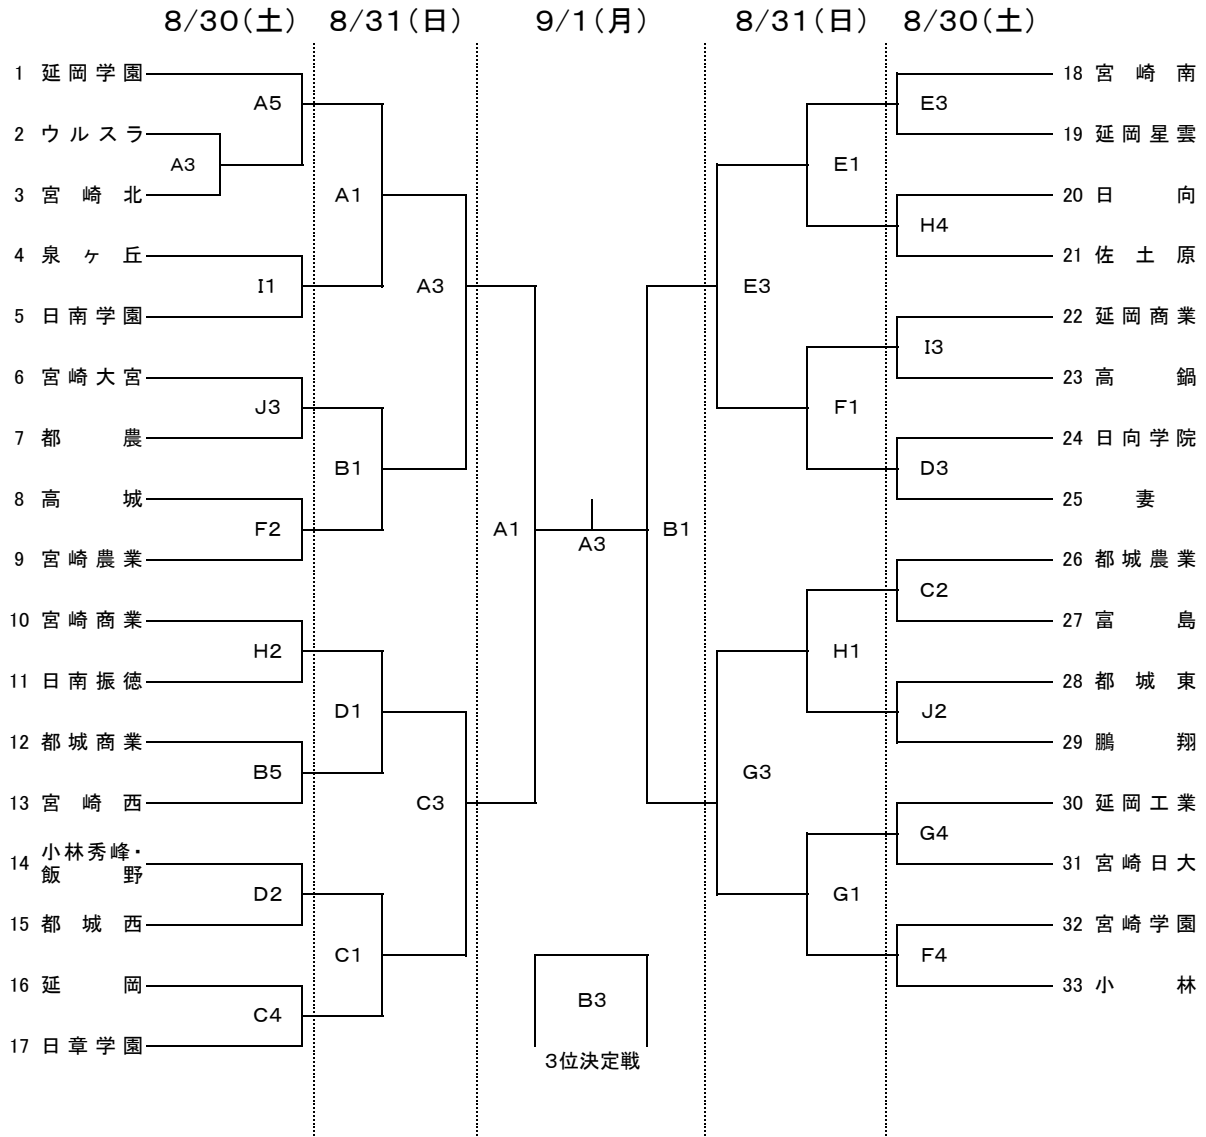 8/30(土) 8/31(日) 9/1(月) 8/31(日) 8/30(土)
1 延岡学園
2 ウルスラ
3 宮崎北
4 泉ヶ丘
5 日南学園
6 宮崎大宮
7 都農
8 高城
9 宮崎農業
10 宮崎商業
11 日南振徳
12 都城商業
13 宮崎西
14 小林秀峰・
飯野
15 都城西
16 延岡
17 日章学園
A5
A3
I1
J3
F2
H2
B5
D2
C4
A1
B1
D1
C1
A3
C3
A1
A3
B1
B3
3位決定戦
E3
G3
E1
F1
H1
G1
E3
H4
I3
D3
C2
J2
G4
F4
18 宮崎南
19 延岡星雲
20 日向
21 佐土原
22 延岡商業
23 高鍋
24 日向学院
25 妻
26 都城農業
27 富島
28 都城東
29 鵬翔
30 延岡工業
31 宮崎日大
32 宮崎学園
33 小林